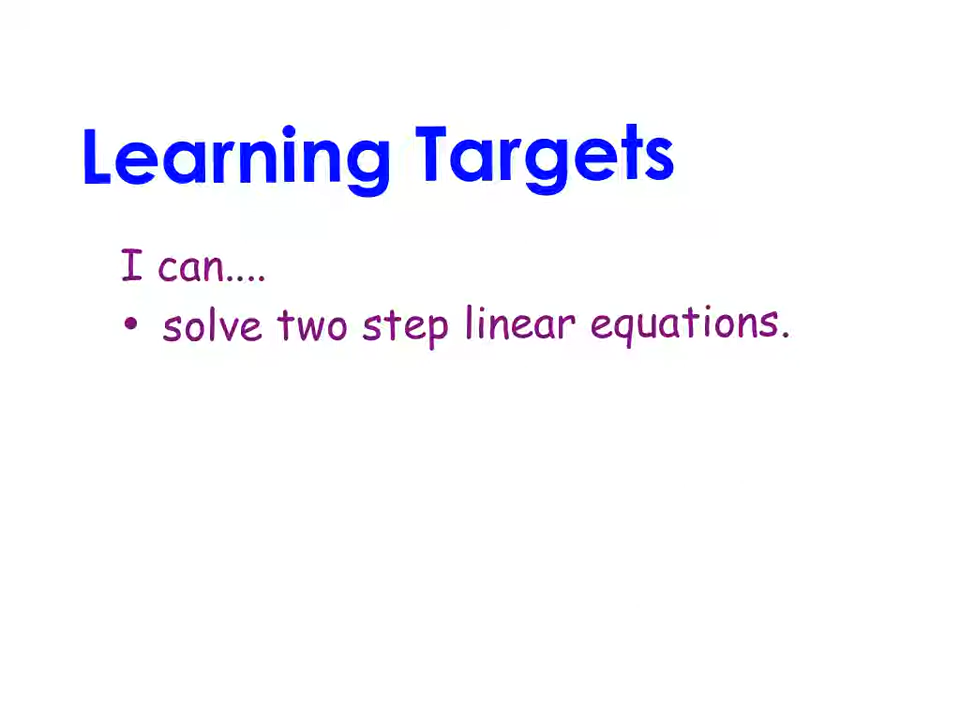 Learning Targets
I can....
• solve two step linear equations.